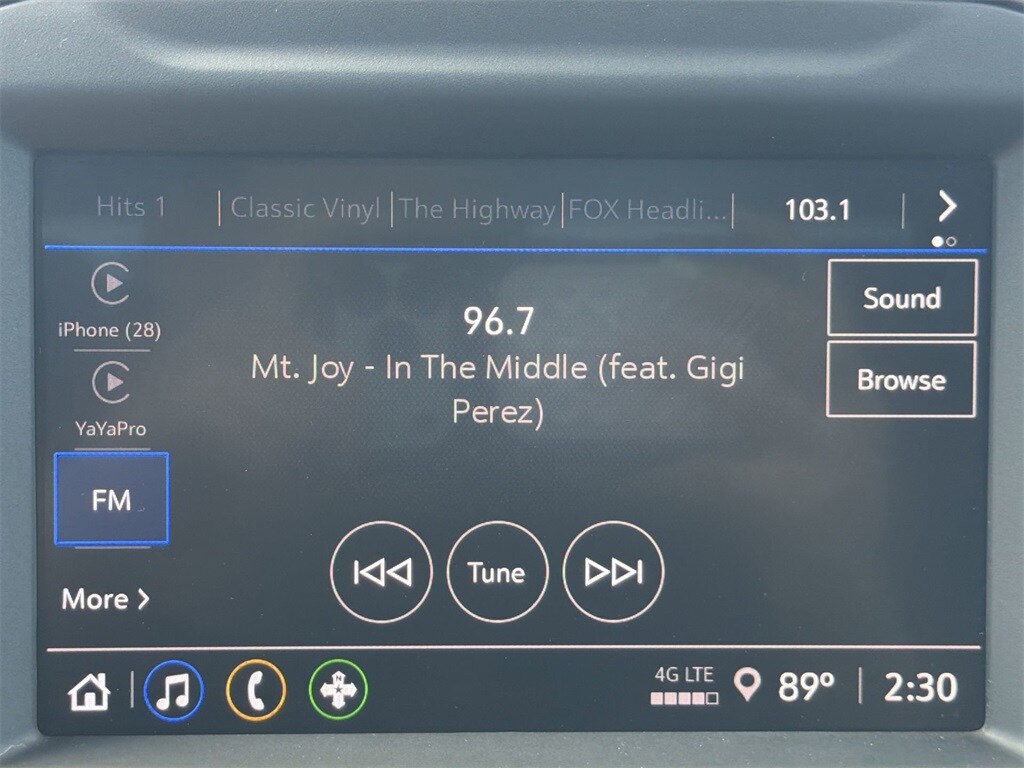 Hits 1
Classic Vinyl
The Highway
FOX Headli...
103.1
iPhone (28)
YaYaPro
FM
More
96.7
Mt. Joy - In The Middle (feat. Gigi
Perez)
Sound
Browse
Tune
N
4G LTE
89°
2:30